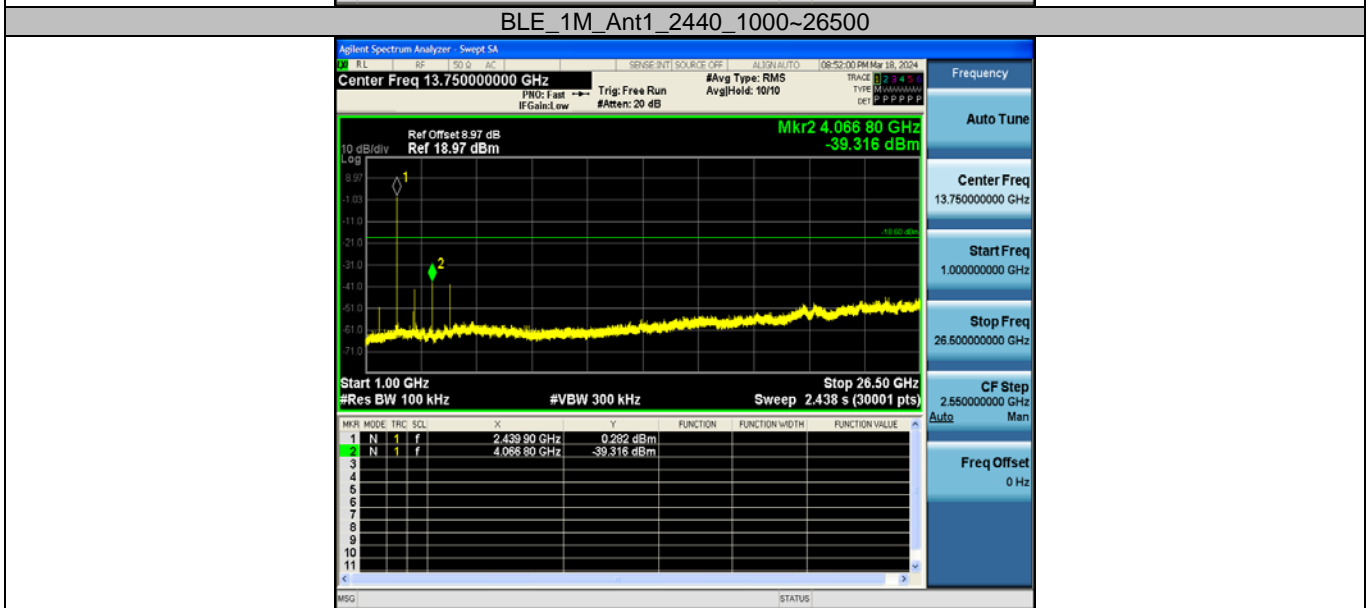 BLE_1M_Ant1_2440_1000~26500
Agilent Spectrum Analyzer - Swept SA
RL RF 50 Ω AC SENSE:INT SOURCE OFF ALIGNAUTO 08:52:00 PM Mar 18, 2024
Center Freq 13.750000000 GHz #Avg Type: RMS TRACE 1 2 3 4 5 6
PNO: Fast Trig: Free Run Avg|Hold: 10/10 TYPE MWWWWW
IFGain:Low #Atten: 20 dB DET P P P P P P
Mkr2 4.066 80 GHz
Ref Offset 8.97 dB
-39.316 dBm
10 dB/div Ref 18.97 dBm
Log
8.97
1
-1.03
-11.0
-18.60 dBm
-21.0
2
-31.0
-41.0
-51.0
-61.0
-71.0
Start 1.00 GHz Stop 26.50 GHz
#Res BW 100 kHz #VBW 300 kHz Sweep 2.438 s (30001 pts)
MKR MODE TRC SCL X Y FUNCTION FUNCTION WIDTH FUNCTION VALUE
1 N 1 f 2.439 90 GHz 0.282 dBm
2 N 1 f 4.066 80 GHz -39.316 dBm
3
4
5
6
7
8
9
10
11
MSG STATUS
Frequency
Auto Tune
Center Freq
13.750000000 GHz
Start Freq
1.000000000 GHz
Stop Freq
26.500000000 GHz
CF Step
2.550000000 GHz
Auto Man
Freq Offset
0 Hz